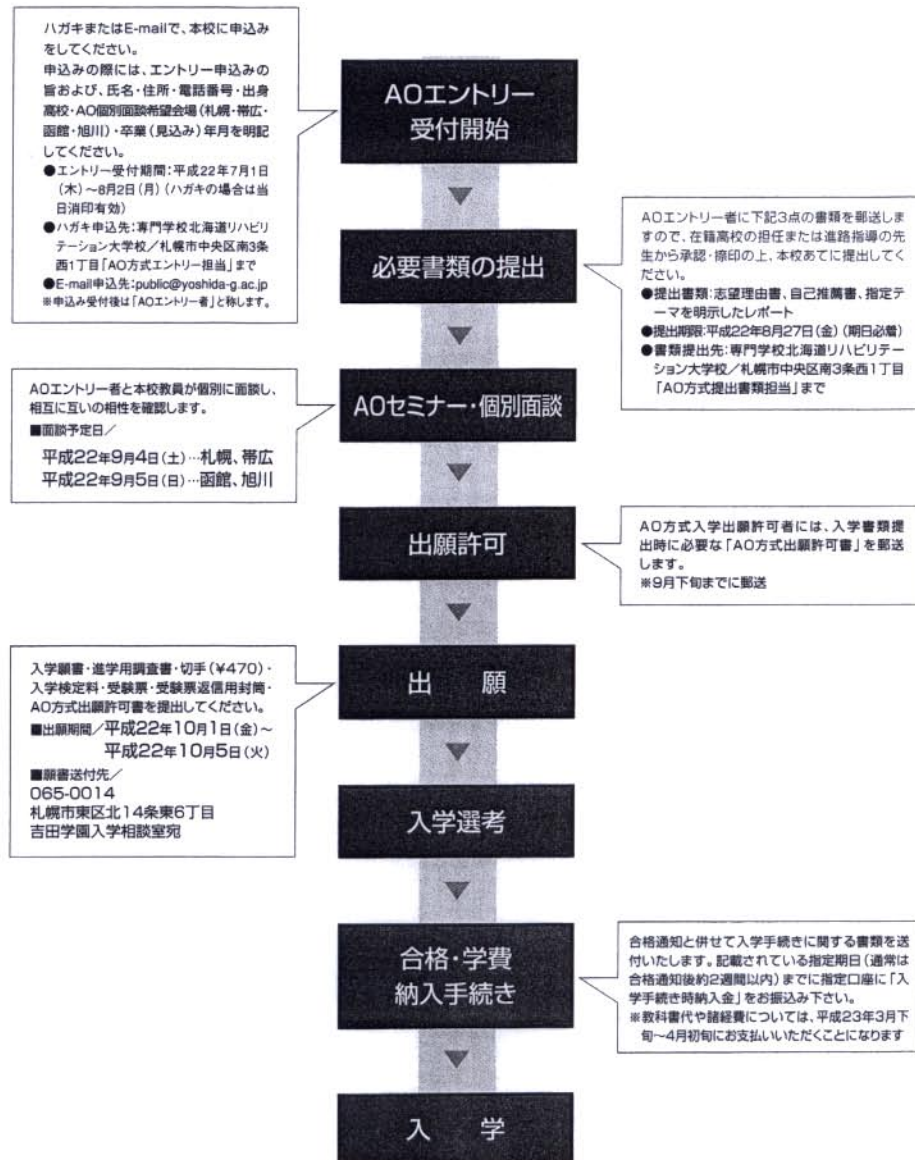 ハガキまたはE-mailで、本校に申込み
をしてください。
申込みの際には、エントリー申込みの
旨および、氏名・住所・電話番号・出身
高校・AO個別面談希望会場(札幌・帯広・
函館・旭川)・卒業(見込み)年月を明記
してください。
●エントリー受付期間:平成22年7月1日
(木)~8月2日(月)(ハガキの場合は当
日消印有効)
●ハガキ申込先:専門学校北海道リハビリ
テーション大学校/札幌市中央区南3条
西1丁目「AO方式エントリー担当」まで
●E-mail申込先:public@yoshida-g.ac.jp
※申込み受付後は「AOエントリー者」と称します。
AOエントリー
受付開始
必要書類の提出
AOエントリー者に下記3点の書類を郵送しま
すので、在籍高校の担任または進路指導の先
生から承認・捺印の上、本校あてに提出してく
ださい。
●提出書類:志望理由書、自己推薦書、指定テ
ーマを明示したレポート
●提出期限:平成22年8月27日(金)(期日必着)
●書類提出先:専門学校北海道リハビリテー
ション大学校/札幌市中央区南3条西1丁目
「AO方式提出書類担当」まで
AOエントリー者と本校教員が個別に面談し、
相互に互いの相性を確認します。
■面談予定日/
平成22年9月4日(土)…札幌、帯広
平成22年9月5日(日)…函館、旭川
AOセミナー・個別面談
出願許可
AO方式入学出願許可者には、入学書類提
出時に必要な「AO方式出願許可書」を郵送
します。
※9月下旬までに郵送
入学願書・進学用調査書・切手(¥470)・
入学検定料・受験票・受験票返信用封筒・
AO方式出願許可書を提出してください。
■出願期間/平成22年10月1日(金)~
平成22年10月5日(火)
■願書送付先/
065-0014
札幌市東区北14条東6丁目
吉田学園入学相談室宛
出 願
入学選考
合格・学費
納入手続き
合格通知と併せて入学手続きに関する書類を送
付いたします。記載されている指定期日(通常は
合格通知後約2週間以内)までに指定口座に「入
学手続き時納入金」をお振込み下さい。
※教科書代や諸経費については、平成23年3月下
旬~4月初旬にお支払いいただくことになります
入 学